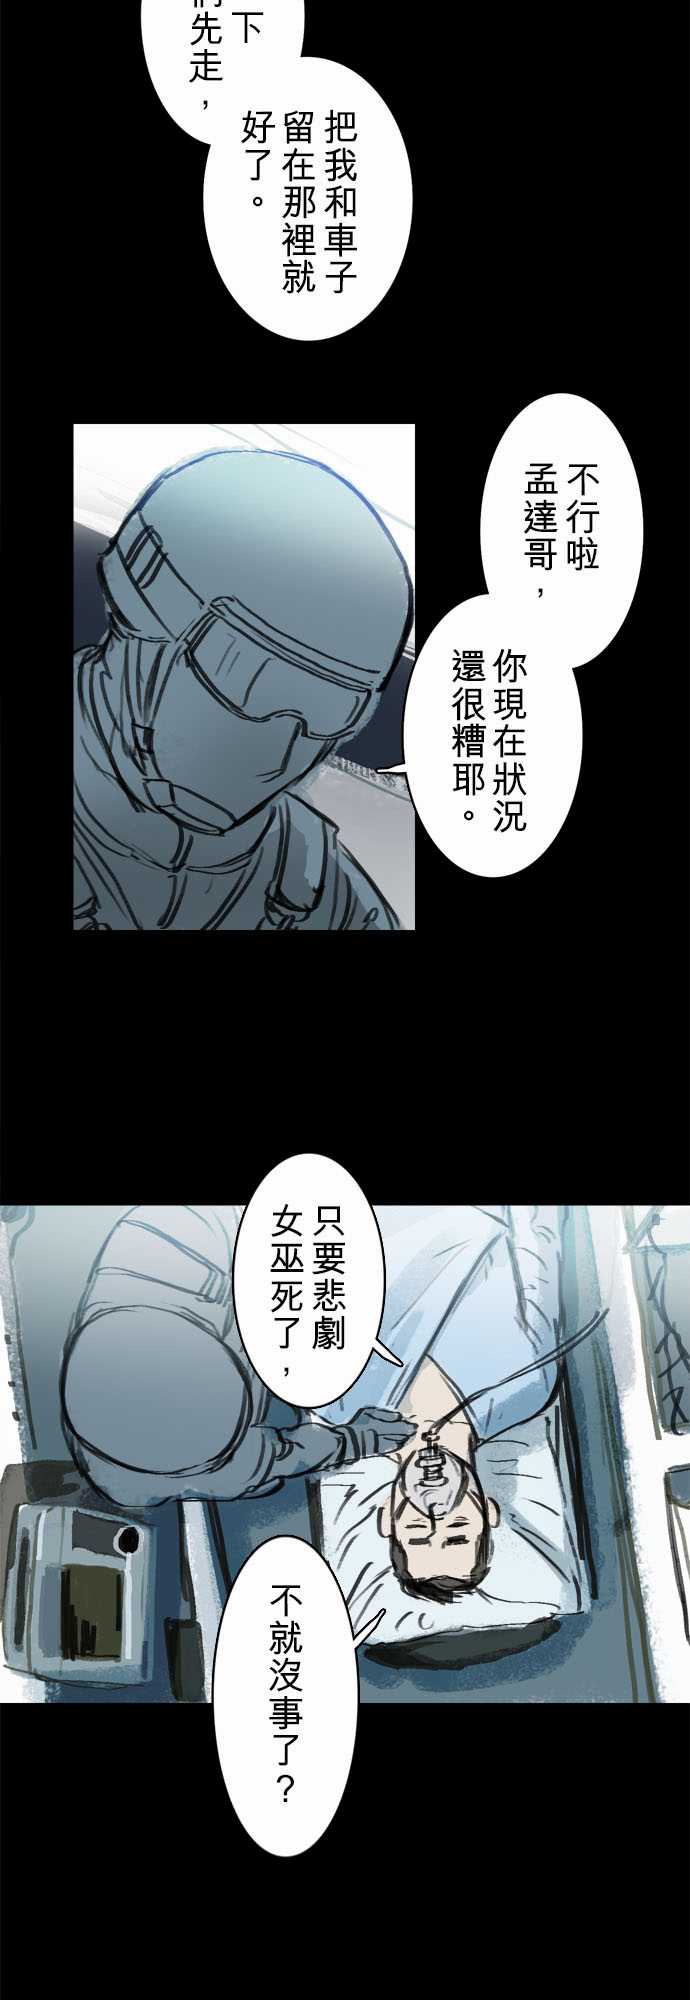 下
們先走，
把我和車子
留在那裡就
好了。
不行啦
孟達哥，
你現在狀況
還很糟耶。
只要悲劇
女巫死了，
不就沒事了？